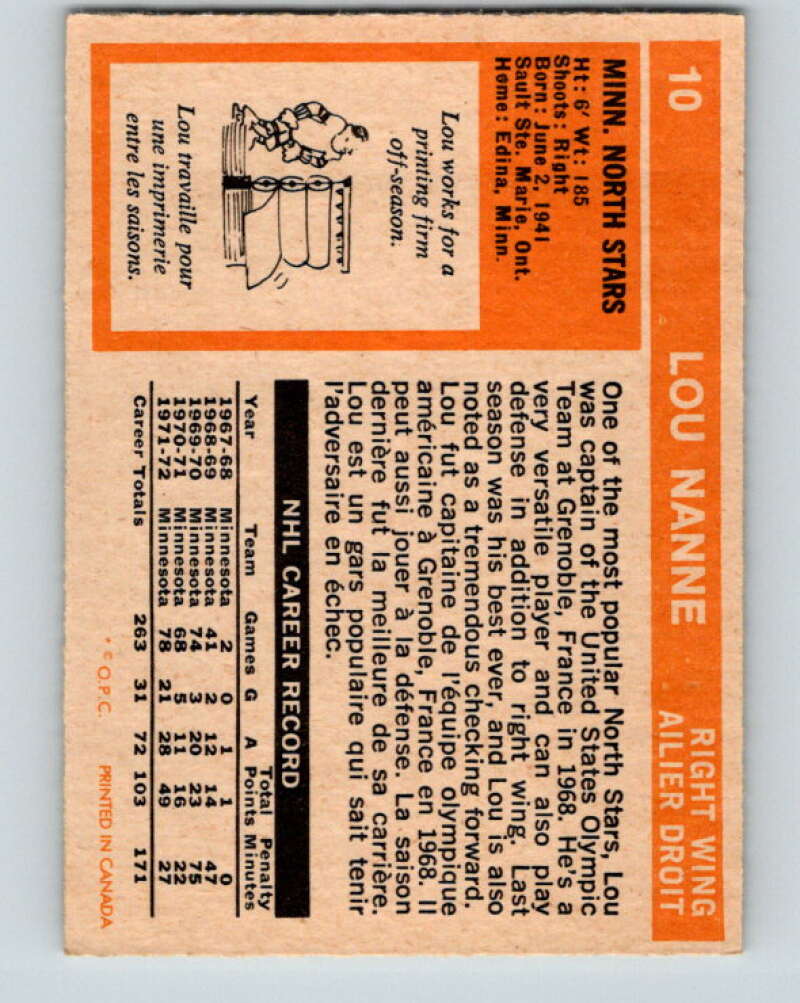 10 LOU NANNE RIGHT WING
AILIER DROIT
MINN. NORTH STARS
Ht: 6' Wt: 185
Shoots: Right
Born: June 2, 1941
Sault Ste. Marie, Ont.
Home: Edina, Minn.
Lou works for a
printing firm
off-season.
Lou travaille pour
une imprimerie
entre les saisons.
One of the most popular North Stars, Lou
was captain of the United States Olympic
Team at Grenoble, France in 1968. He's a
very versatile player and can also play
defense in addition to right wing. Last
season was his best ever, and Lou is also
noted as a tremendous checking forward.
Lou fut capitaine de l'équipe olympique
américaine à Grenoble, France en 1968. Il
peut aussi jouer à la défense. La saison
dernière fut la meilleure de sa carrière.
Lou est un gars populaire qui sait tenir
l'adversaire en échec.
NHL CAREER RECORD
Total Penalty
Year Team Games G A Points Minutes
1967-68 Minnesota 2 0 1 1 0
1968-69 Minnesota 41 2 12 14 47
1969-70 Minnesota 74 3 20 23 75
1970-71 Minnesota 68 5 11 16 22
1971-72 Minnesota 78 21 28 49 27
Career Totals 263 31 72 103 171
* © O.P.C. PRINTED IN CANADA